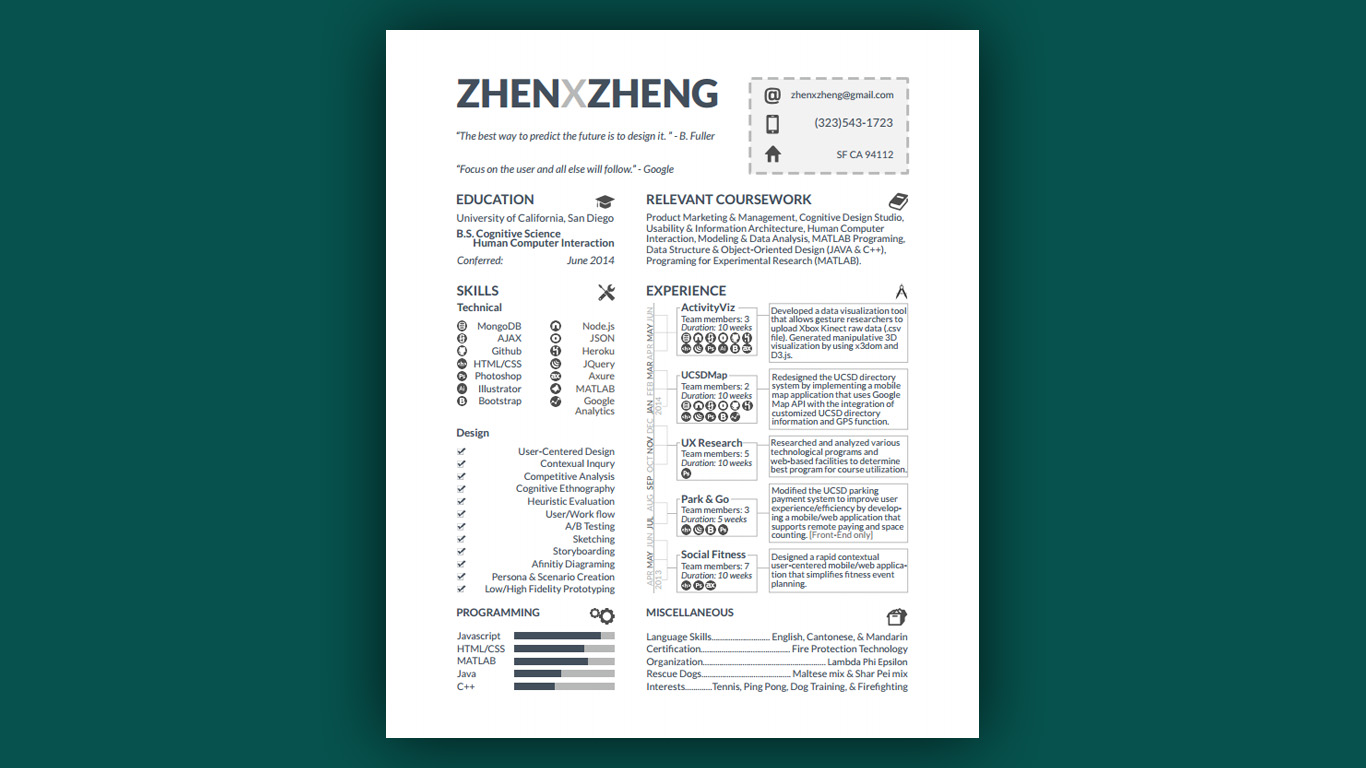 ZHENXZHENG
"The best way to predict the future is to design it. " - B. Fuller
"Focus on the user and all else will follow." - Google
zhenxzheng@gmail.com
(323)543-1723
SF CA 94112
EDUCATION
University of California, San Diego
B.S. Cognitive Science
Human Computer Interaction
Conferred: June 2014
RELEVANT COURSEWORK
Product Marketing & Management, Cognitive Design Studio,
Usability & Information Architecture, Human Computer
Interaction, Modeling & Data Analysis, MATLAB Programing,
Data Structure & Object-Oriented Design (JAVA & C++),
Programing for Experimental Research (MATLAB).
SKILLS
Technical
MongoDB Node.js
AJAX JSON
Github Heroku
HTML/CSS JQuery
Photoshop Axure
Illustrator MATLAB
Bootstrap Google
Analytics
Design
User-Centered Design
Contexual Inqury
Competitive Analysis
Cognitive Ethnography
Heuristic Evaluation
User/Work flow
A/B Testing
Sketching
Storyboarding
Afinitiy Diagraming
Persona & Scenario Creation
Low/High Fidelity Prototyping
PROGRAMMING
Javascript
HTML/CSS
MATLAB
Java
C++
EXPERIENCE
APR MAY JUN JUL AUG SEP OCT NOV DEC JAN FEB MAR APR MAY JUN
2013 2014
ActivityViz
Team members: 3
Duration: 10 weeks
Developed a data visualization tool
that allows gesture researchers to
upload Xbox Kinect raw data (.csv
file). Generated manipulative 3D
visualization by using x3dom and
D3.js.
UCSDMap
Team members: 2
Duration: 10 weeks
Redesigned the UCSD directory
system by implementing a mobile
map application that uses Google
Map API with the integration of
customized UCSD directory
information and GPS function.
UX Research
Team members: 5
Duration: 10 weeks
Researched and analyzed various
technological programs and
web-based facilities to determine
best program for course utilization.
Park & Go
Team members: 3
Duration: 5 weeks
Modified the UCSD parking
payment system to improve user
experience/efficiency by develop-
ing a mobile/web application that
supports remote paying and space
counting. [Front-End only]
Social Fitness
Team members: 7
Duration: 10 weeks
Designed a rapid contextual
user-centered mobile/web applica-
tion that simplifies fitness event
planning.
MISCELLANEOUS
Language Skills...................... English, Cantonese, & Mandarin
Certification............................................ Fire Protection Technology
Organization.............................................. Lambda Phi Epsilon
Rescue Dogs.................................. Maltese mix & Shar Pei mix
Interests..........Tennis, Ping Pong, Dog Training, & Firefighting